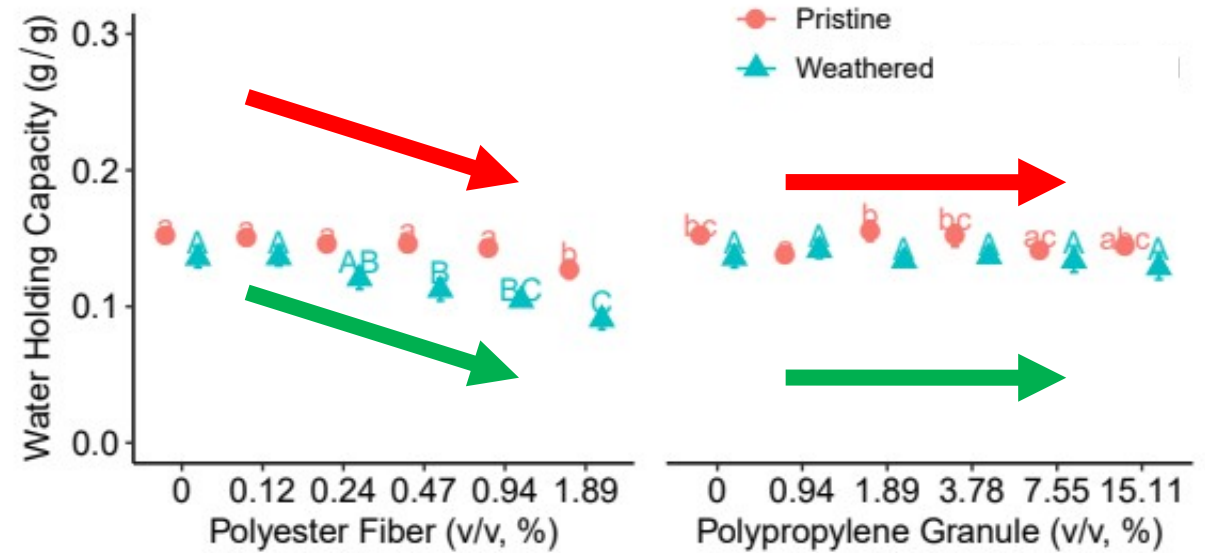 Water Holding Capacity (g/g)
0.3
0.2
0.1
0.0
a a a a a b
A A AB B BC C
0 0.12 0.24 0.47 0.94 1.89
Polyester Fiber (v/v, %)
Pristine
Weathered
bc a b bc ac abc
A A A A A A
0 0.94 1.89 3.78 7.55 15.11
Polypropylene Granule (v/v, %)